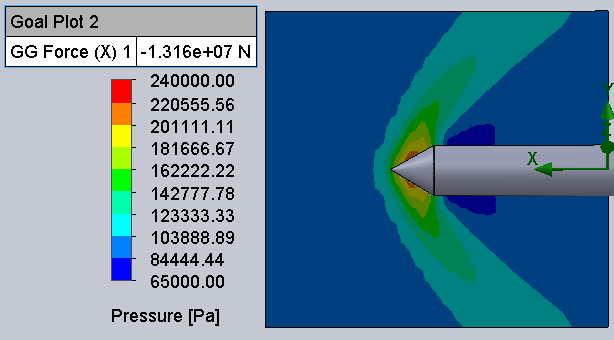 Goal Plot 2
GG Force (X) 1 -1.316e+07 N
240000.00
220555.56
201111.11
181666.67
162222.22
142777.78
123333.33
103888.89
84444.44
65000.00
Pressure [Pa]
Y
X